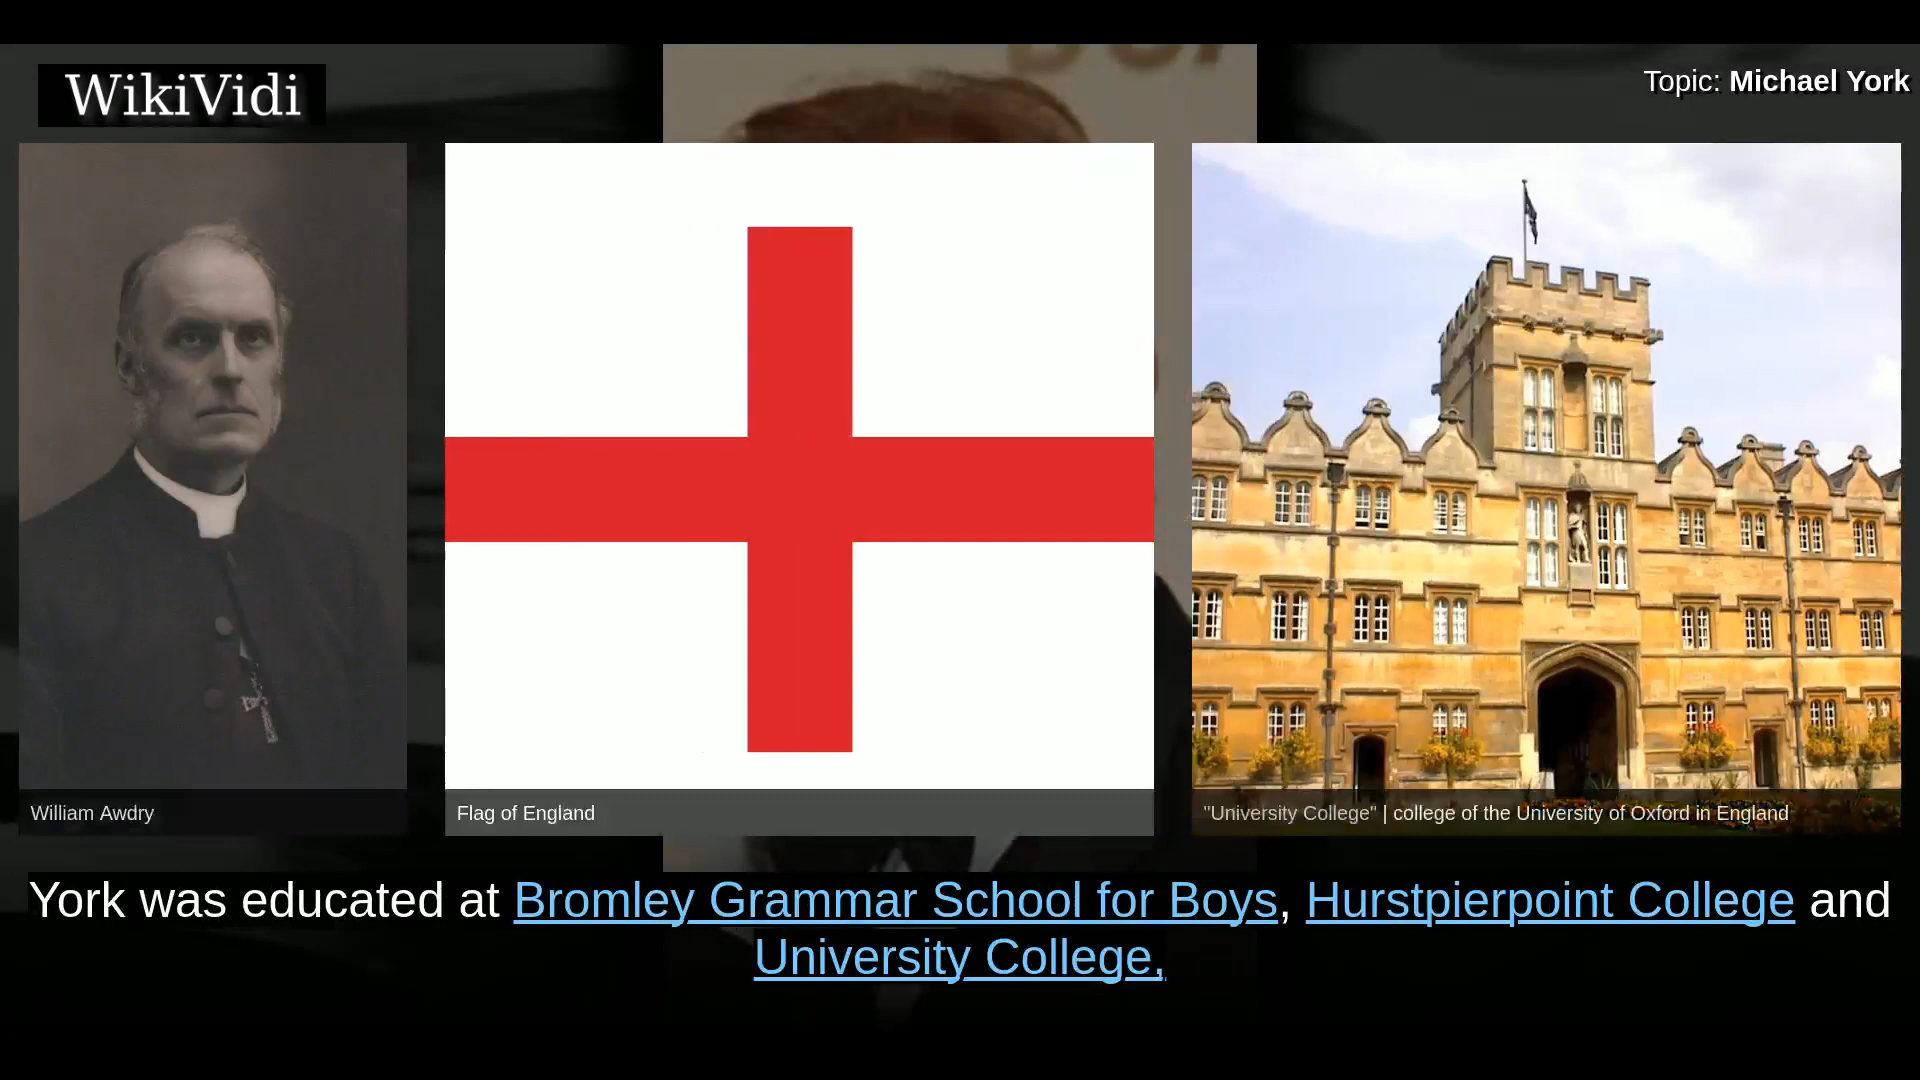 WikiVidi
Topic: Michael York
William Awdry
Flag of England
"University College" | college of the University of Oxford in England
York was educated at Bromley Grammar School for Boys, Hurstpierpoint College and
University College,